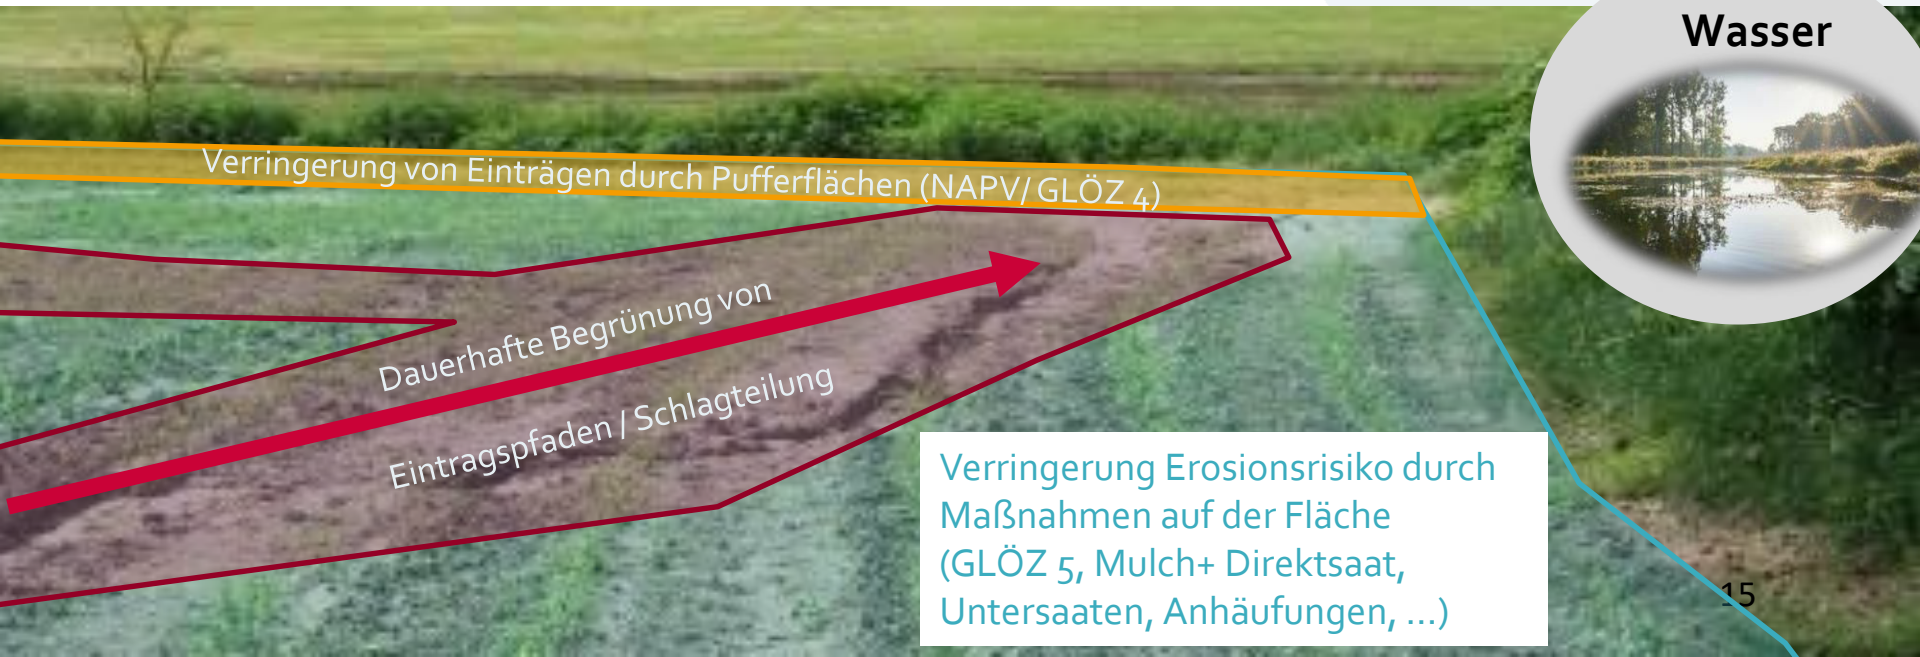 Wasser
Verringerung von Einträgen durch Pufferflächen (NAPV/ GLÖZ 4)
Dauerhafte Begrünung von
Eintragspfaden / Schlagteilung
Verringerung Erosionsrisiko durch
Maßnahmen auf der Fläche
(GLÖZ 5, Mulch+ Direktsaat,
Untersaaten, Anhäufungen, ...)
15